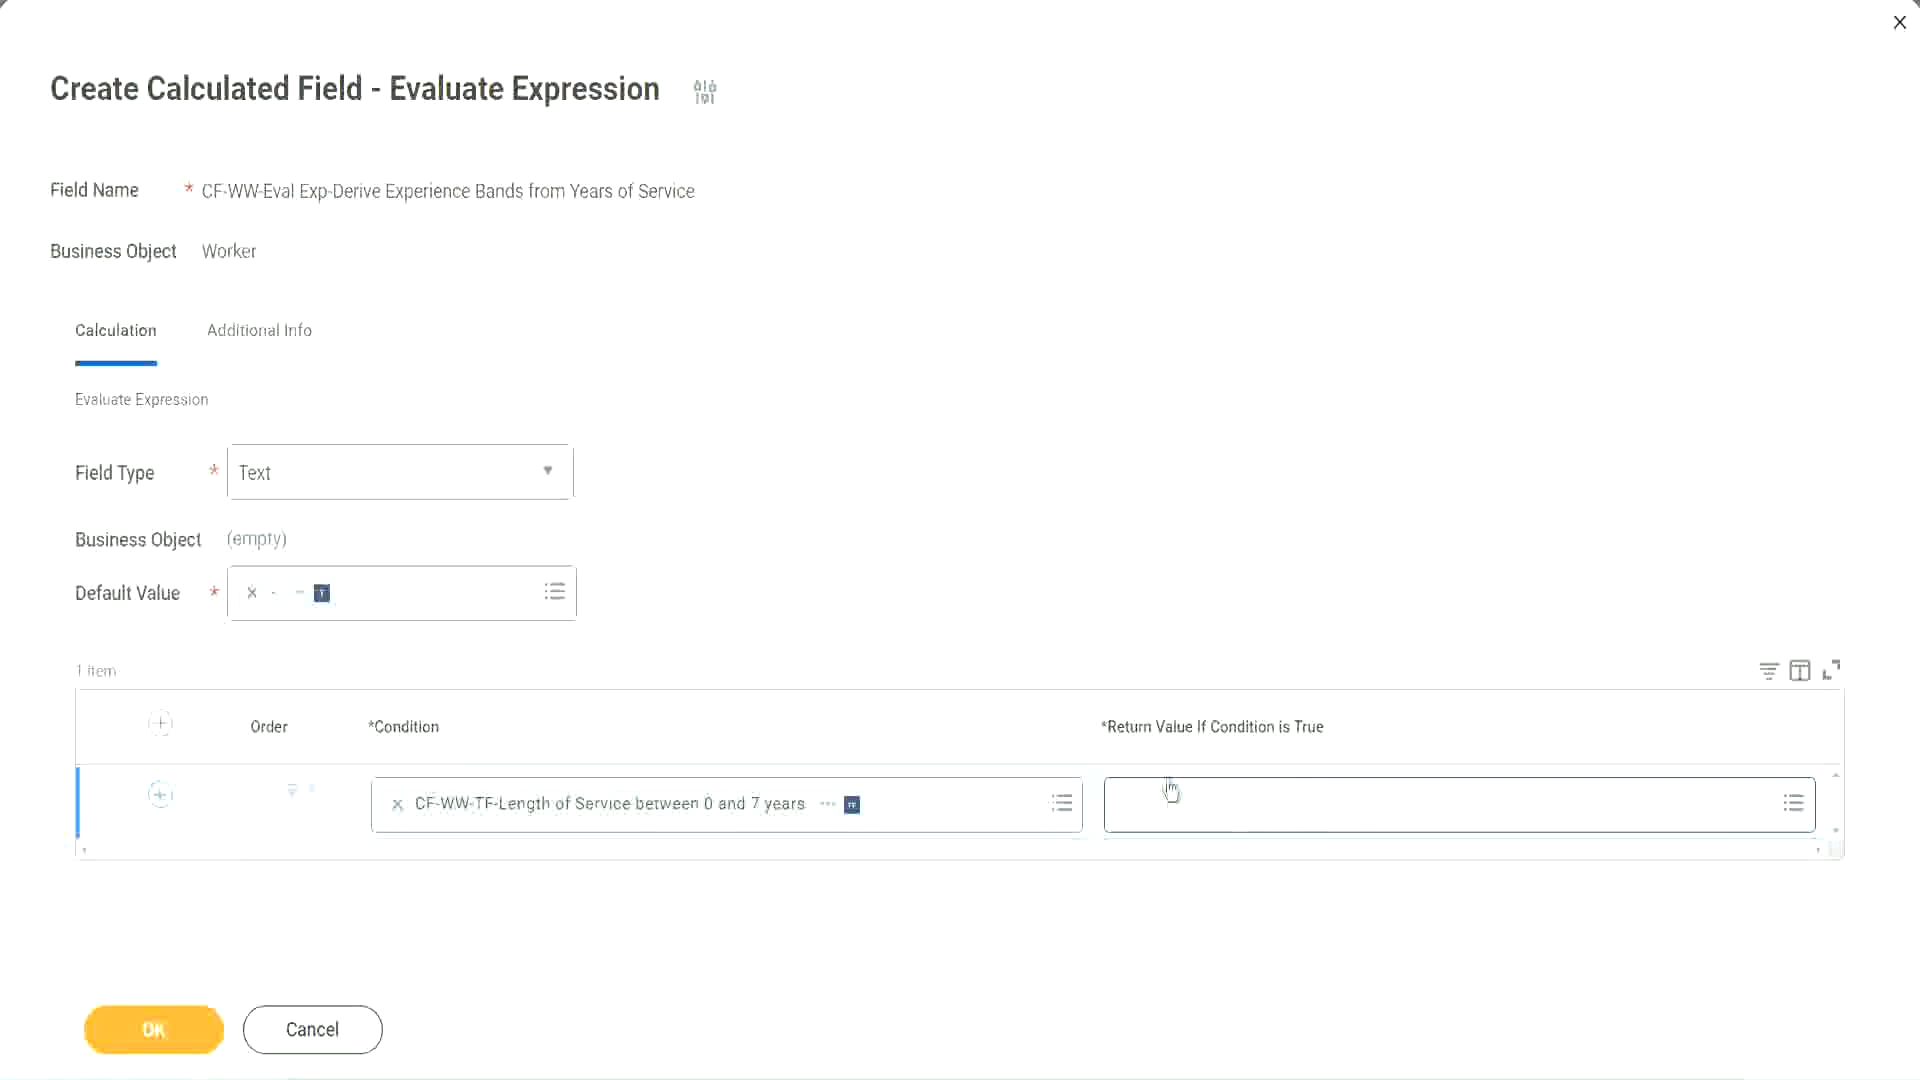 Create Calculated Field - Evaluate Expression
Field Name * CF-WW-Eval Exp-Derive Experience Bands from Years of Service
Business Object Worker
Calculation Additional Info
Evaluate Expression
Field Type * Text
Business Object (empty)
Default Value * -
1 item
Order *Condition *Return Value If Condition is True
CF-WW-TF-Length of Service between 0 and 7 years
OK Cancel